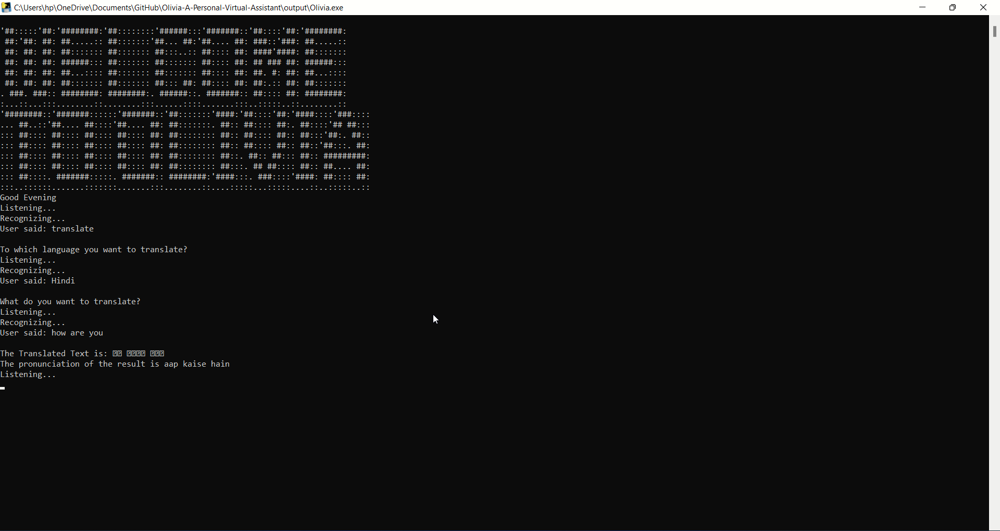 C:\Users\hp\OneDrive\Documents\GitHub\Olivia-A-Personal-Virtual-Assistant\output\Olivia.exe
WELCOME
TO OLIVIA
Good Evening
Listening...
Recognizing...
User said: translate
To which language you want to translate?
Listening...
Recognizing...
User said: Hindi
What do you want to translate?
Listening...
Recognizing...
User said: how are you
The Translated Text is:
The pronunciation of the result is aap kaise hain
Listening...